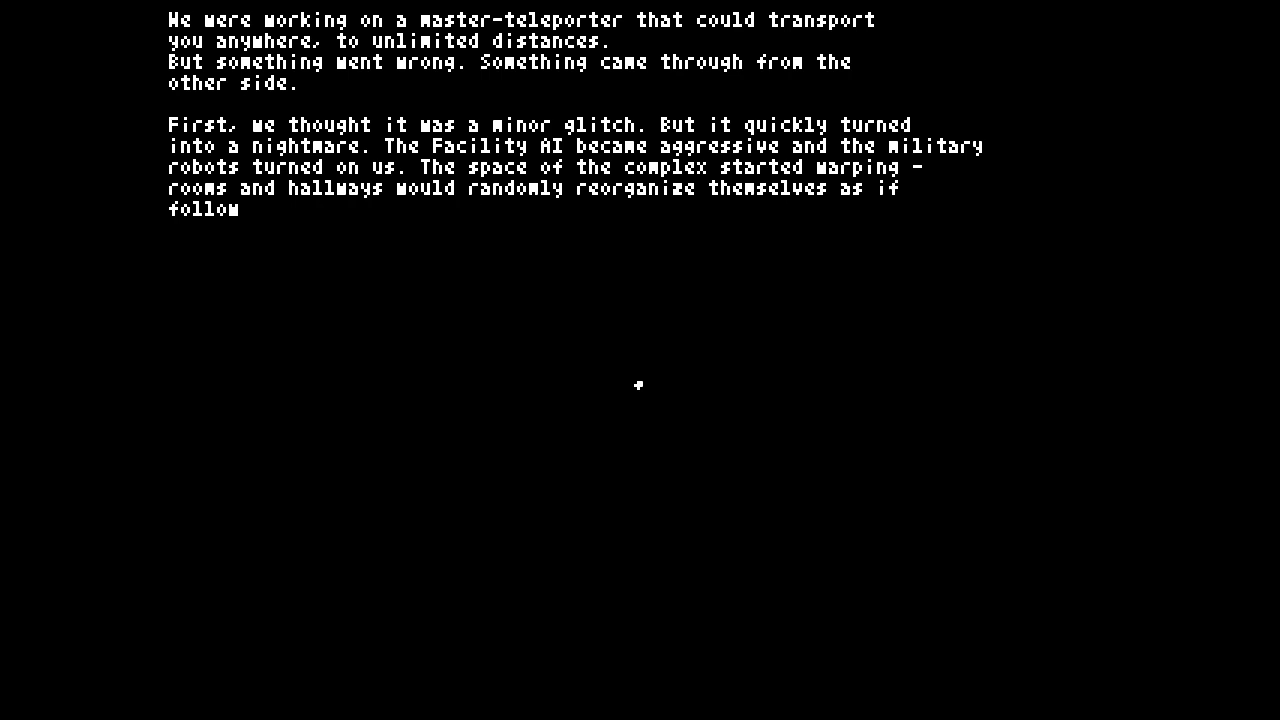 We were working on a master-teleporter that could transport
you anywhere, to unlimited distances.
But something went wrong. Something came through from the
other side.
First, we thought it was a minor glitch. But it quickly turned
into a nightmare. The Facility AI became aggressive and the military
robots turned on us. The space of the complex started warping -
rooms and hallways would randomly reorganize themselves as if
follow